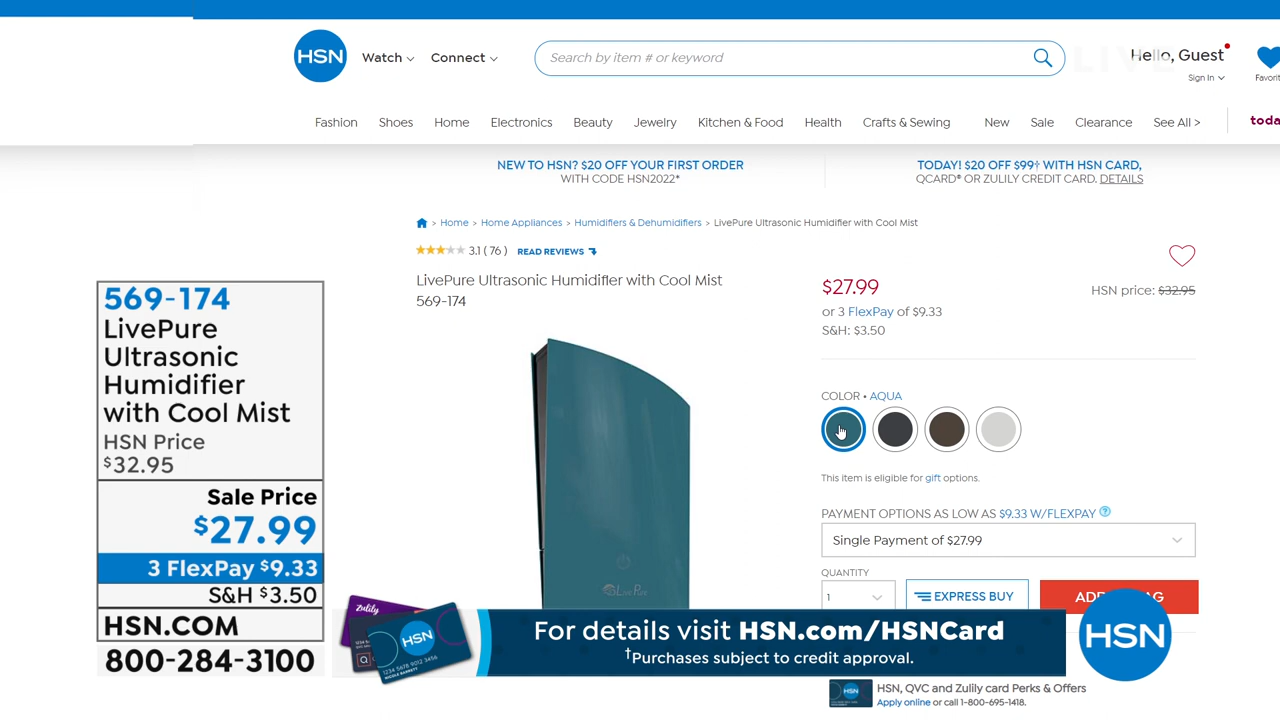 HSN
Watch
Connect
Search by item # or keyword
LIVE
Hello, Guest
Sign In
Favorit
Fashion
Shoes
Home
Electronics
Beauty
Jewelry
Kitchen & Food
Health
Crafts & Sewing
New
Sale
Clearance
See All >
toda
NEW TO HSN? $20 OFF YOUR FIRST ORDER
WITH CODE HSN2022*
TODAY! $20 OFF $99† WITH HSN CARD,
QCARD® OR ZULILY CREDIT CARD. DETAILS
> Home > Home Appliances > Humidifiers & Dehumidifiers > LivePure Ultrasonic Humidifier with Cool Mist
3.1 ( 76 ) READ REVIEWS
LivePure Ultrasonic Humidifier with Cool Mist
569-174
$27.99
HSN price: $32.95
or 3 FlexPay of $9.33
S&H: $3.50
COLOR • AQUA
This item is eligible for gift options.
PAYMENT OPTIONS AS LOW AS $9.33 W/FLEXPAY ?
Single Payment of $27.99
QUANTITY
1
EXPRESS BUY
LivePure
569-174
LivePure
Ultrasonic
Humidifier
with Cool Mist
HSN Price
$32.95
Sale Price
$27.99
3 FlexPay $9.33
S&H $3.50
HSN.COM
800-284-3100
Zulily
HSN
For details visit HSN.com/HSNCard
†Purchases subject to credit approval.
HSN
HSN
HSN, QVC and Zulily card Perks & Offers
Apply online or call 1-800-695-1418.